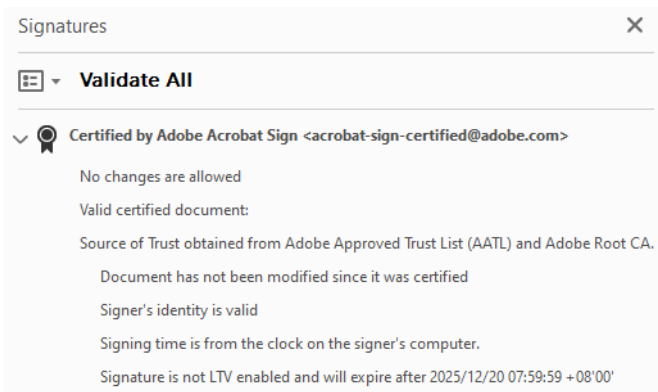 Signatures
Validate All
Certified by Adobe Acrobat Sign <acrobat-sign-certified@adobe.com>
No changes are allowed
Valid certified document:
Source of Trust obtained from Adobe Approved Trust List (AATL) and Adobe Root CA.
Document has not been modified since it was certified
Signer's identity is valid
Signing time is from the clock on the signer's computer.
Signature is not LTV enabled and will expire after 2025/12/20 07:59:59 +08'00'